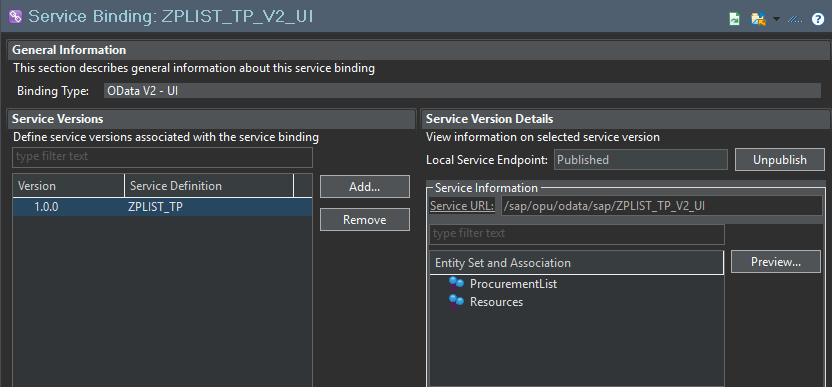 Service Binding: ZPLIST_TP_V2_UI
General Information
This section describes general information about this service binding
Binding Type: OData V2 - UI
Service Versions
Define service versions associated with the service binding
type filter text
Version Service Definition
1.0.0 ZPLIST_TP
Add...
Remove
Service Version Details
View information on selected service version
Local Service Endpoint: Published Unpublish
Service Information
Service URL: /sap/opu/odata/sap/ZPLIST_TP_V2_UI
type filter text
Entity Set and Association
Preview...
ProcurementList
Resources